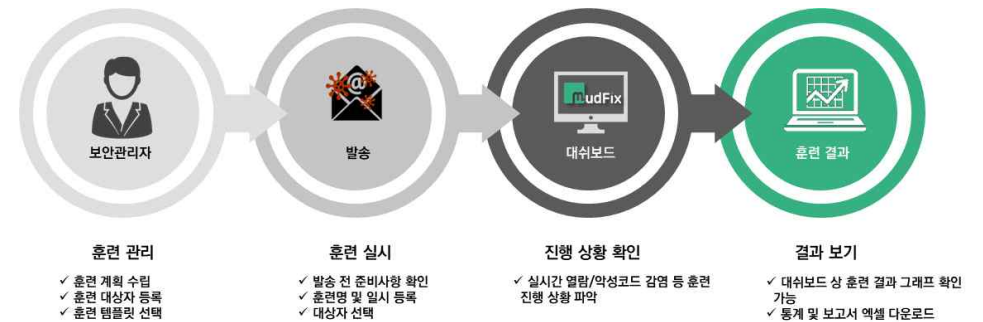 보안관리자
발송
mudFix
대쉬보드
훈련 결과
훈련 관리
✓ 훈련 계획 수립
✓ 훈련 대상자 등록
✓ 훈련 템플릿 선택
훈련 실시
✓ 발송 전 준비사항 확인
✓ 훈련명 및 일시 등록
✓ 대상자 선택
진행 상황 확인
✓ 실시간 열람/악성코드 감염 등 훈련
진행 상황 파악
결과 보기
✓ 대쉬보드 상 훈련 결과 그래프 확인
가능
✓ 통계 및 보고서 엑셀 다운로드